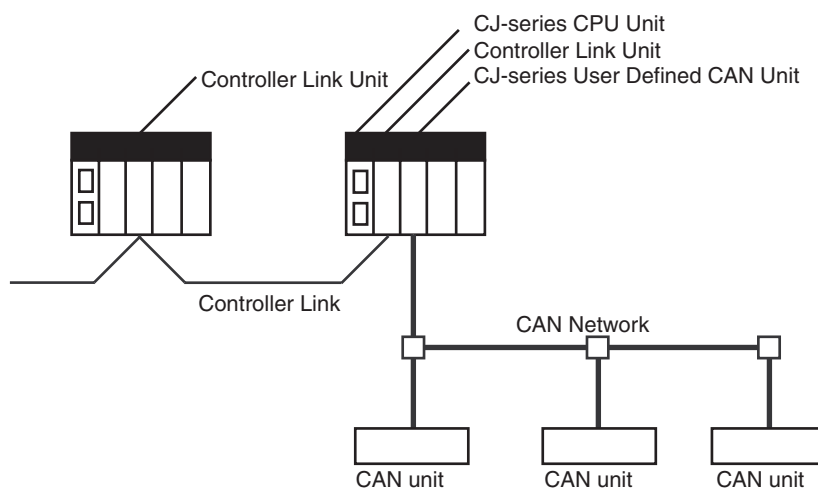 CJ-series CPU Unit
Controller Link Unit
Controller Link Unit
CJ-series User Defined CAN Unit
Controller Link
CAN Network
CAN unit
CAN unit
CAN unit